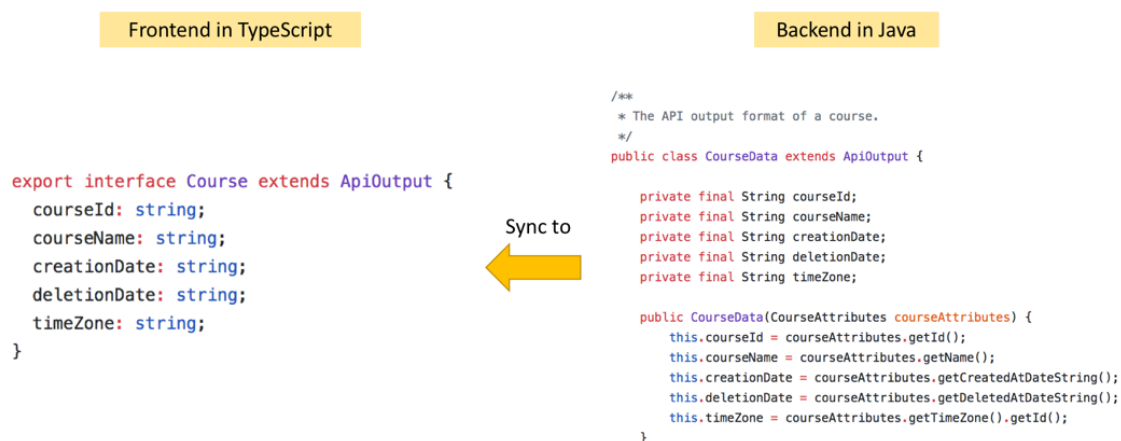 Frontend in TypeScript
export interface Course extends ApiOutput {
courseId: string;
courseName: string;
creationDate: string;
deletionDate: string;
timeZone: string;
}
Sync to
Backend in Java
/**
* The API output format of a course.
*/
public class CourseData extends ApiOutput {
private final String courseId;
private final String courseName;
private final String creationDate;
private final String deletionDate;
private final String timeZone;
public CourseData(CourseAttributes courseAttributes) {
this.courseId = courseAttributes.getId();
this.courseName = courseAttributes.getName();
this.creationDate = courseAttributes.getCreatedAtDateString();
this.deletionDate = courseAttributes.getDeletedAtDateString();
this.timeZone = courseAttributes.getTimeZone().getId();
}